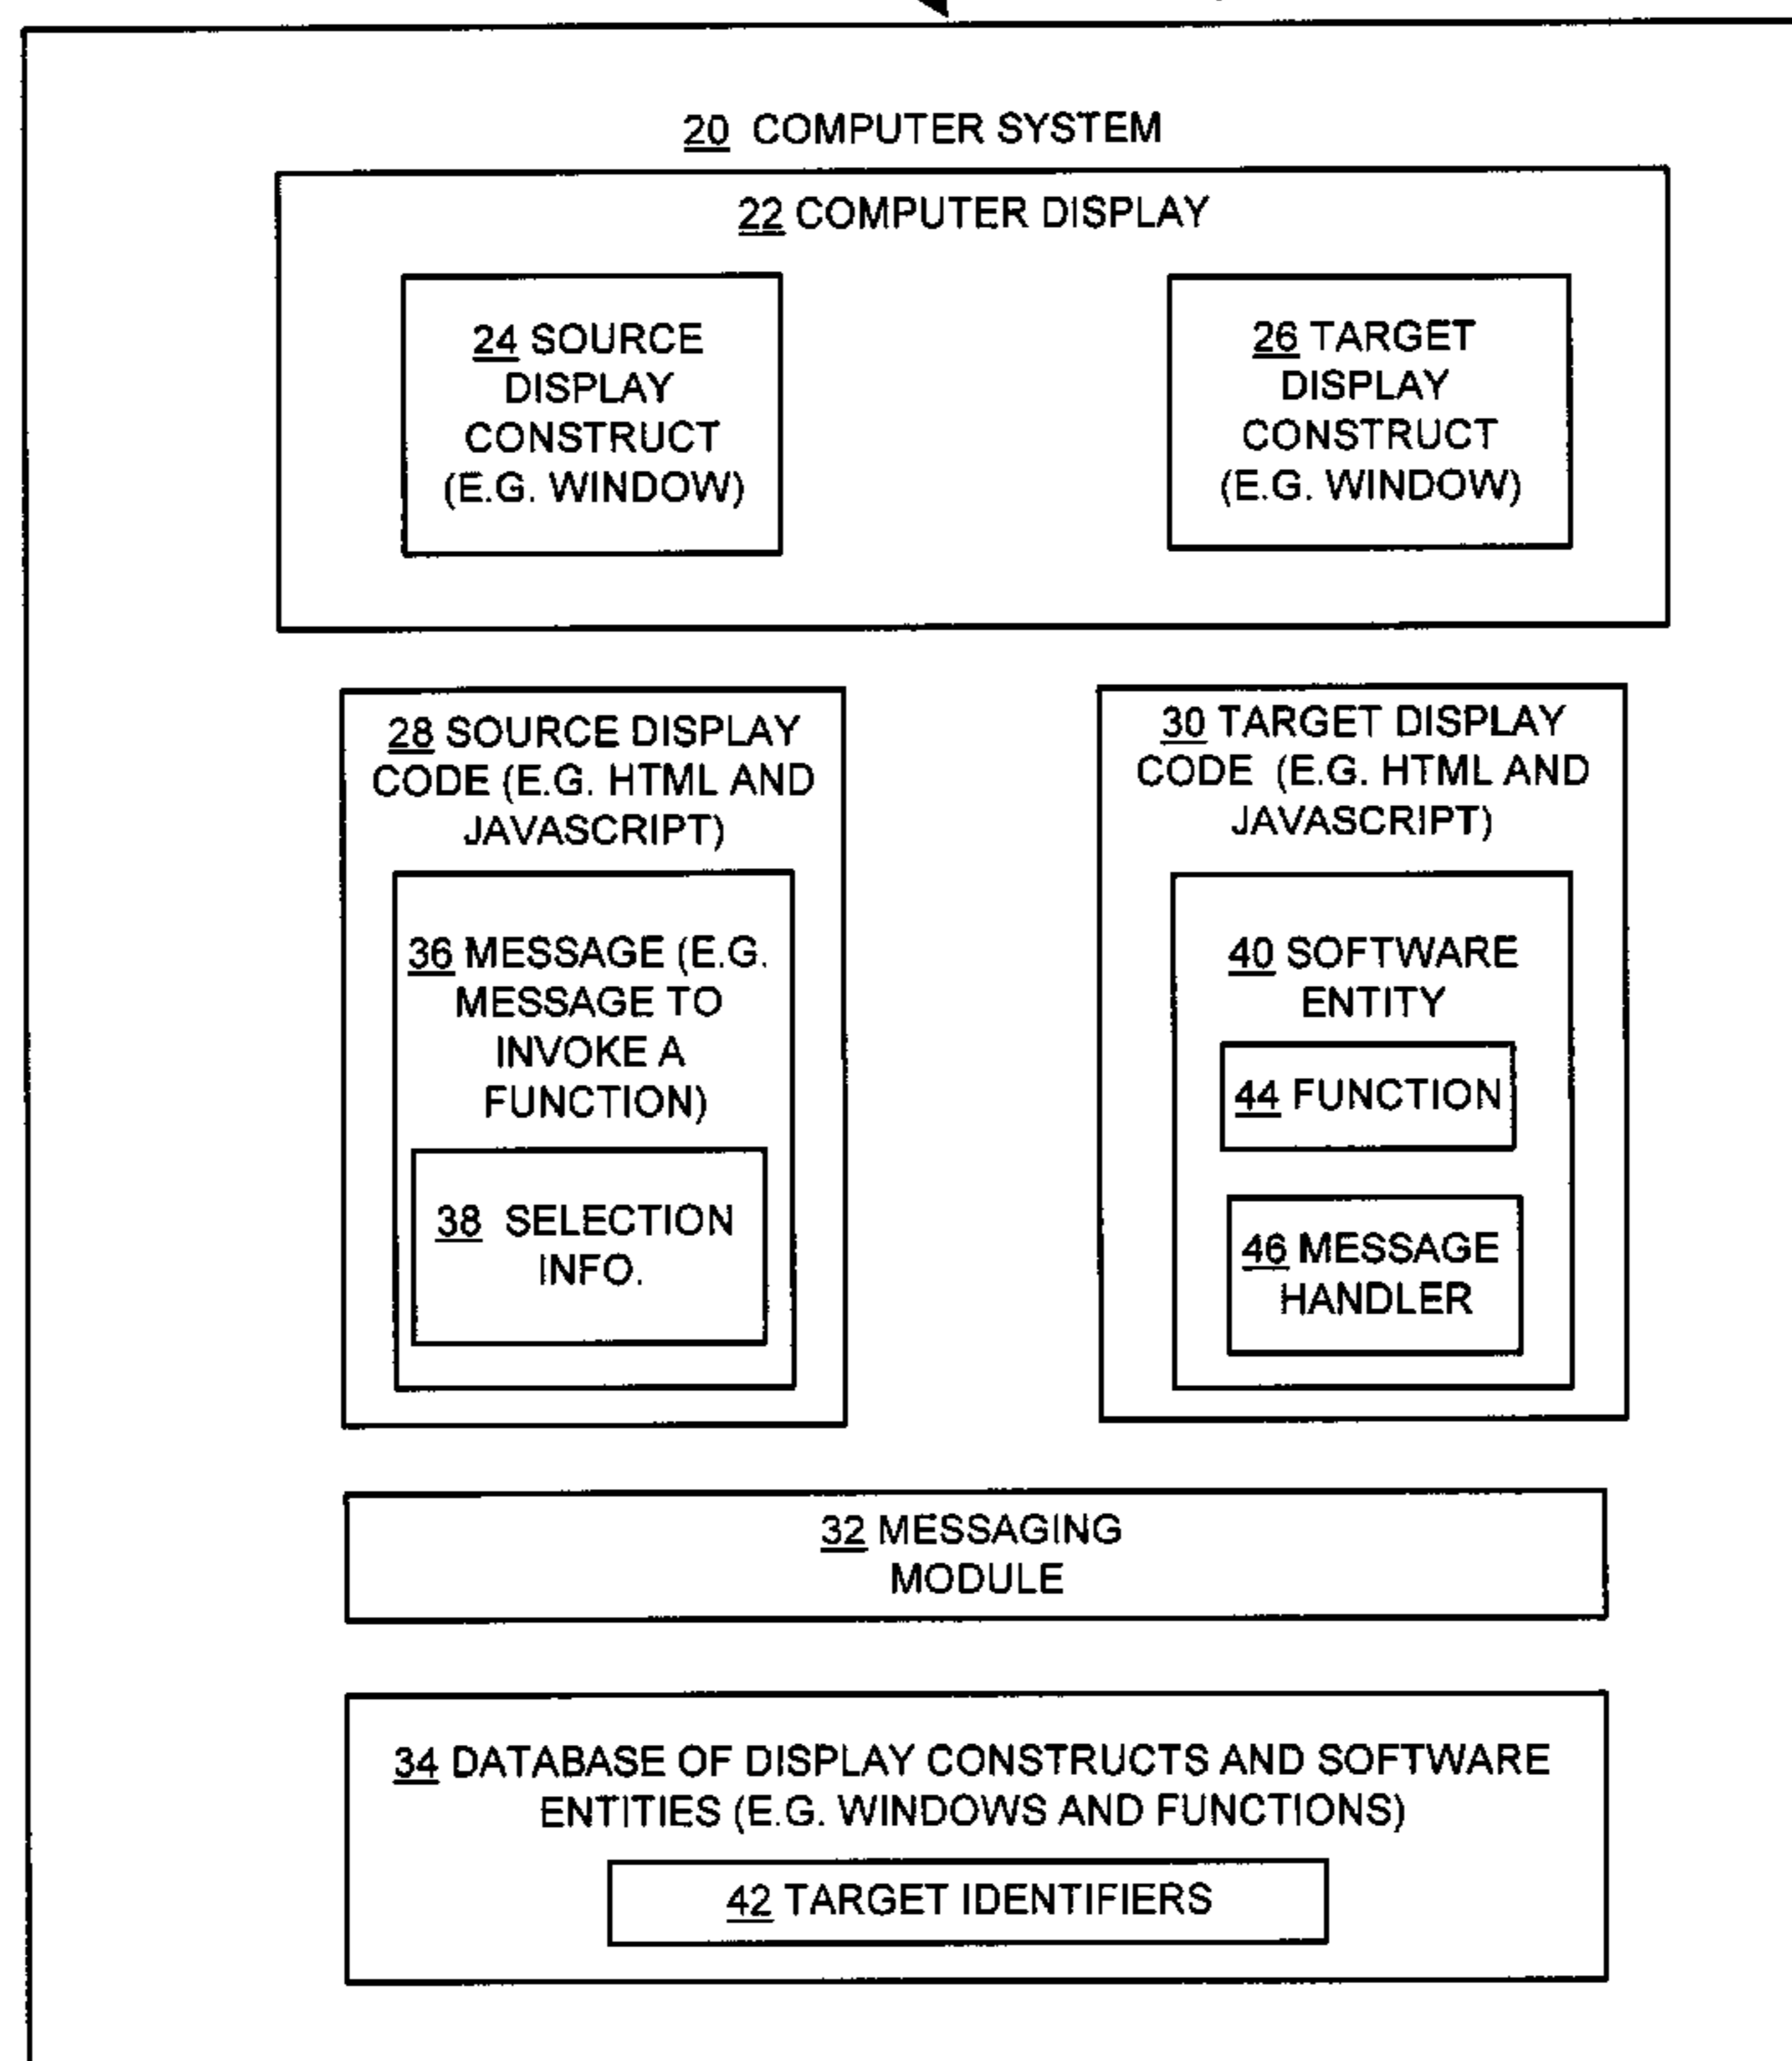 20 COMPUTER SYSTEM
22 COMPUTER DISPLAY
24 SOURCE
DISPLAY
CONSTRUCT
(E.G. WINDOW)
26 TARGET
DISPLAY
CONSTRUCT
(E.G. WINDOW)
28 SOURCE DISPLAY
CODE (E.G. HTML AND
JAVASCRIPT)
36 MESSAGE (E.G.
MESSAGE TO
INVOKE A
FUNCTION)
38 SELECTION
INFO.
30 TARGET DISPLAY
CODE (E.G. HTML AND
JAVASCRIPT)
40 SOFTWARE
ENTITY
44 FUNCTION
46 MESSAGE
HANDLER
32 MESSAGING
MODULE
34 DATABASE OF DISPLAY CONSTRUCTS AND SOFTWARE
ENTITIES (E.G. WINDOWS AND FUNCTIONS)
42 TARGET IDENTIFIERS